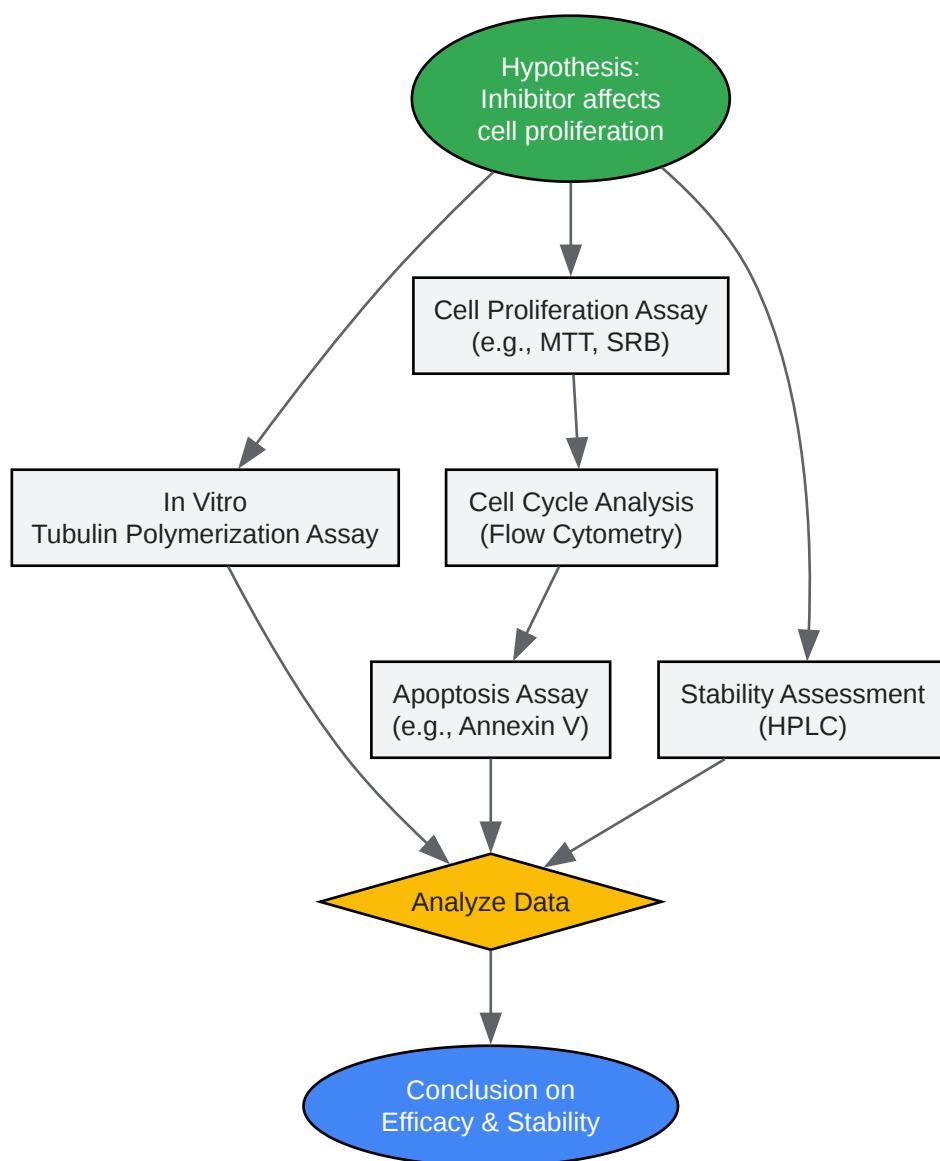 Hypothesis:
Inhibitor affects
cell proliferation
Cell Proliferation Assay
(e.g., MTT, SRB)
In Vitro
Tubulin Polymerization Assay
Cell Cycle Analysis
(Flow Cytometry)
Apoptosis Assay
(e.g., Annexin V)
Stability Assessment
(HPLC)
Analyze Data
Conclusion on
Efficacy & Stability